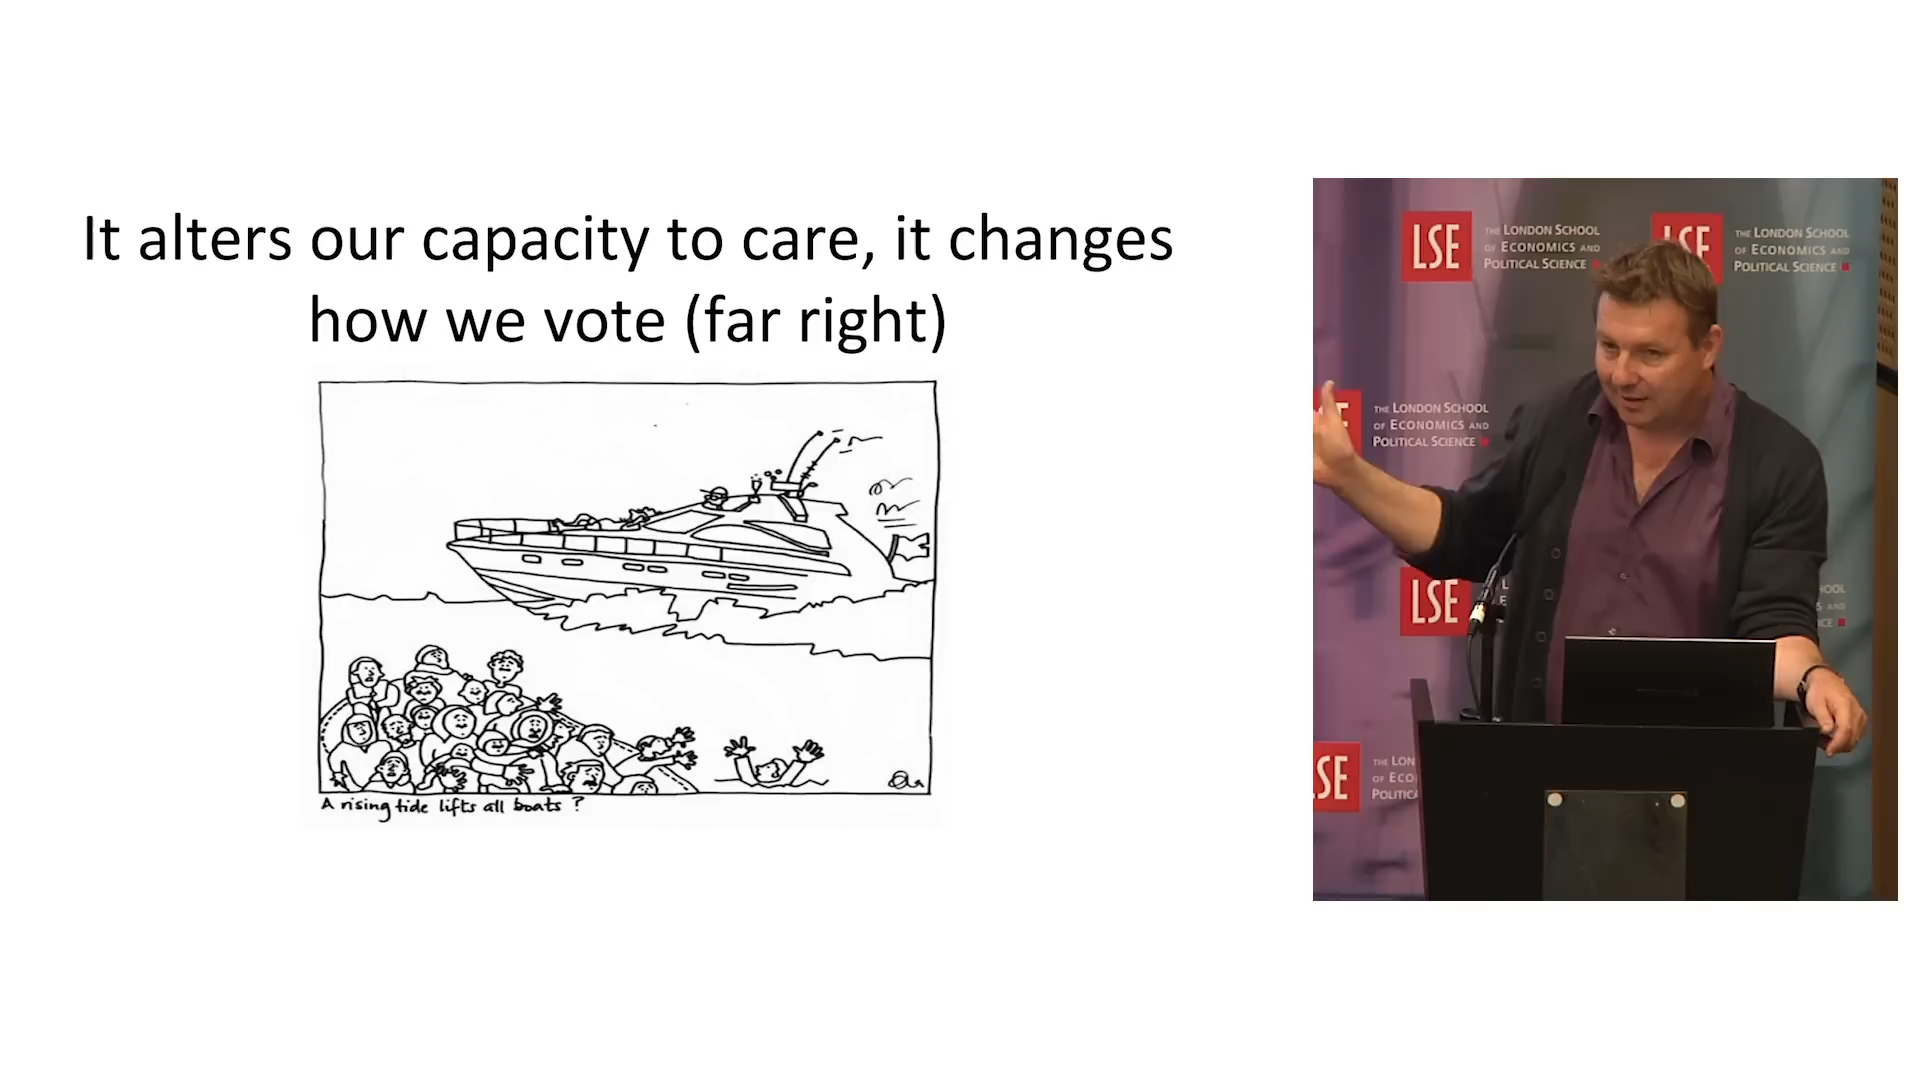 It alters our capacity to care, it changes
how we vote (far right)
A rising tide lifts all boats ?
LSE
THE LONDON SCHOOL
OF ECONOMICS AND
POLITICAL SCIENCE
LSE
THE LONDON SCHOOL
OF ECONOMICS AND
POLITICAL SCIENCE
THE LONDON SCHOOL
OF ECONOMICS AND
POLITICAL SCIENCE
LSE